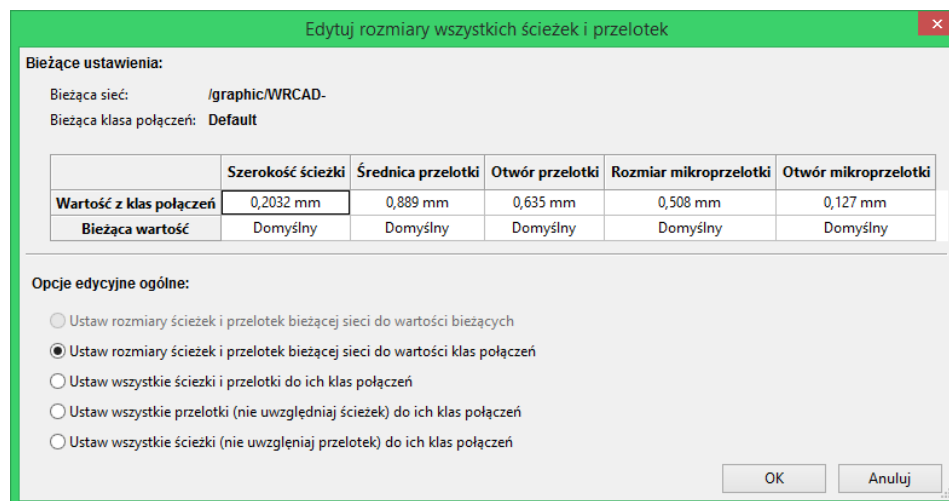 Edytuj rozmiary wszystkich ścieżek i przelotek
Bieżące ustawienia:
Bieżąca sieć: /graphic/WRCAD-
Bieżąca klasa połączeń: Default
Szerokość ścieżki Średnica przelotki Otwór przelotki Rozmiar mikroprzelotki Otwór mikroprzelotki
Wartość z klas połączeń 0,2032 mm 0,889 mm 0,635 mm 0,508 mm 0,127 mm
Bieżąca wartość Domyślny Domyślny Domyślny Domyślny Domyślny
Opcje edycyjne ogólne:
Ustaw rozmiary ścieżek i przelotek bieżącej sieci do wartości bieżących
Ustaw rozmiary ścieżek i przelotek bieżącej sieci do wartości klas połączeń
Ustaw wszystkie ściezki i przelotki do ich klas połączeń
Ustaw wszystkie przelotki (nie uwzględniaj ścieżek) do ich klas połączeń
Ustaw wszystkie ścieżki (nie uwzglęniaj przelotek) do ich klas połączeń
OK Anuluj